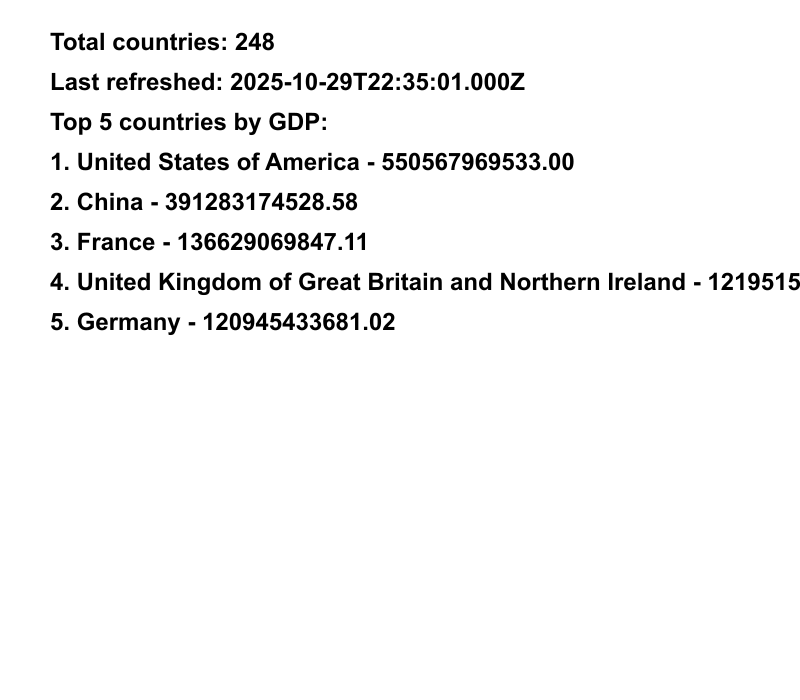 Total countries: 248
Last refreshed: 2025-10-29T22:35:01.000Z
Top 5 countries by GDP:
1. United States of America - 550567969533.00
2. China - 391283174528.58
3. France - 136629069847.11
4. United Kingdom of Great Britain and Northern Ireland - 1219515
5. Germany - 120945433681.02